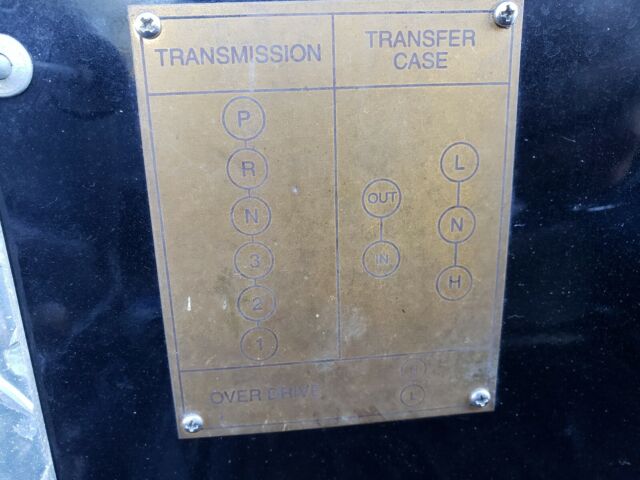 TRANSMISSION
TRANSFER
CASE
P
R
N
3
2
1
OUT
IN
L
N
H
OVER DRIVE
L